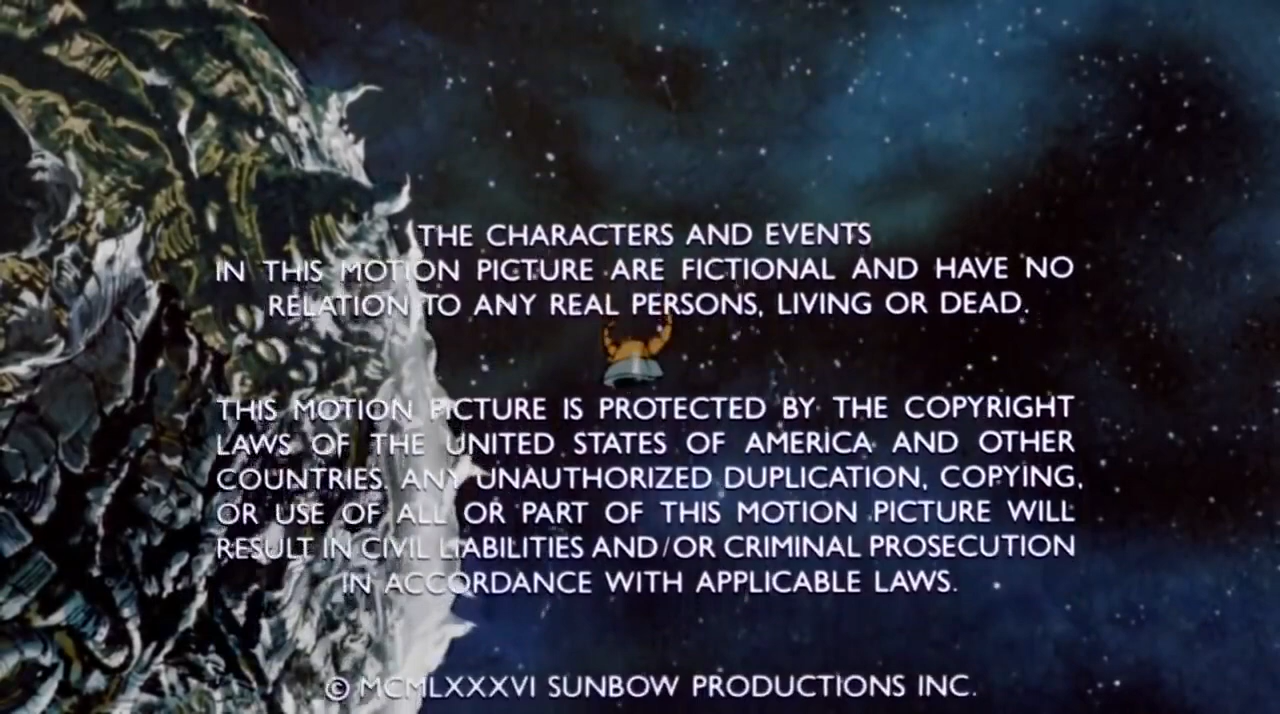 THE CHARACTERS AND EVENTS
IN THIS MOTION PICTURE ARE FICTIONAL AND HAVE NO
RELATION TO ANY REAL PERSONS, LIVING OR DEAD.
THIS MOTION PICTURE IS PROTECTED BY THE COPYRIGHT
LAWS OF THE UNITED STATES OF AMERICA AND OTHER
COUNTRIES. ANY UNAUTHORIZED DUPLICATION, COPYING,
OR USE OF ALL OR PART OF THIS MOTION PICTURE WILL
RESULT IN CIVIL LIABILITIES AND/OR CRIMINAL PROSECUTION
IN ACCORDANCE WITH APPLICABLE LAWS.
© MCMLXXXVI SUNBOW PRODUCTIONS INC.